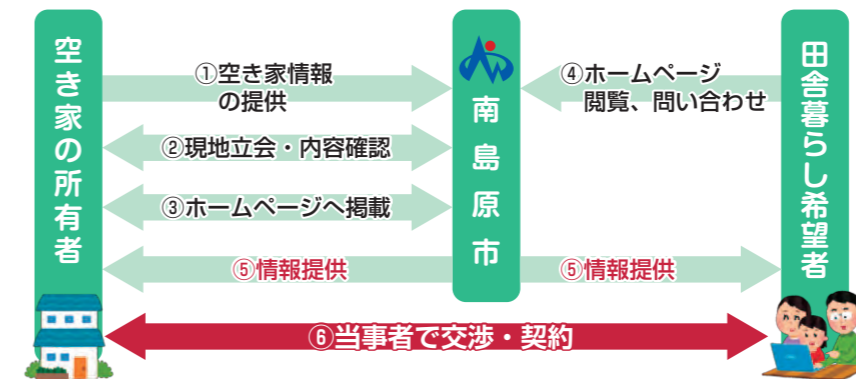 空き家の所有者
①空き家情報
の提供
②現地立会・内容確認
③ホームページへ掲載
⑤情報提供
南島原市
④ホームページ
閲覧、問い合わせ
⑤情報提供
田舎暮らし希望者
⑥当事者で交渉・契約